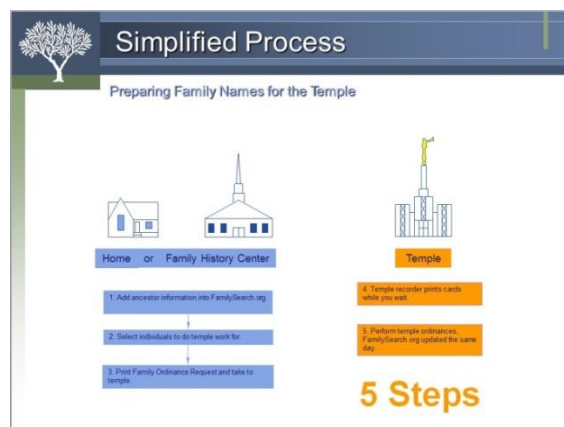 Simplified Process
Preparing Family Names for the Temple
Home or Family History Center
1. Add ancestor information into FamilySearch.org.
2. Select individuals to do temple work for.
3. Print Family Ordinance Request and take to
temple.
Temple
4. Temple recorder prints cards
while you wait.
5. Perform temple ordinances,
FamilySearch.org updated the same
day.
5 Steps